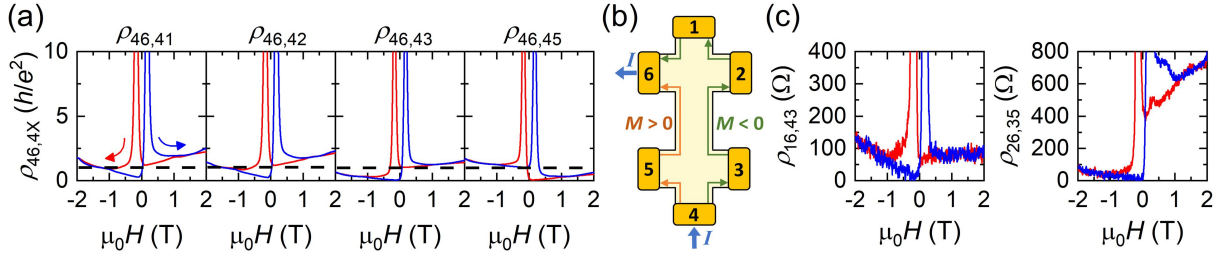 (a)
ρ46,41 ρ46,42 ρ46,43 ρ46,45
ρ46,4X (h/e²)
10
5
0
-2 -1 0 1 2 -1 0 1 2 -1 0 1 2 -1 0 1 2
μ₀H (T) μ₀H (T) μ₀H (T) μ₀H (T)
(b)
1
I
6 2
M > 0 M < 0
5 3
4
I
(c)
ρ16,43 (Ω)
400
300
200
100
0
-2 -1 0 1 2
μ₀H (T)
ρ26,35 (Ω)
800
600
400
200
0
-2 -1 0 1 2
μ₀H (T)